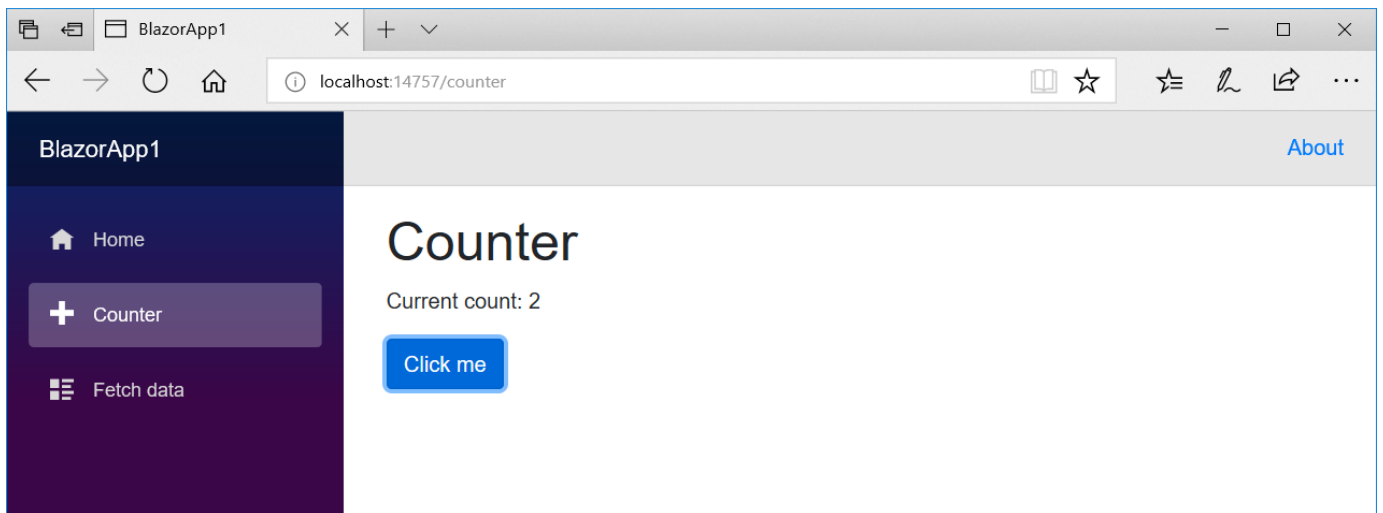 BlazorApp1
localhost:14757/counter
BlazorApp1
About
Home
Counter
Fetch data
Counter
Current count: 2
Click me